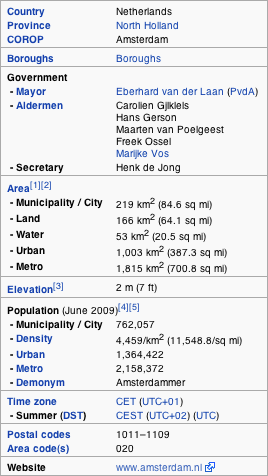 Country Netherlands
Province North Holland
COROP Amsterdam
Boroughs Boroughs
Government
- Mayor Eberhard van der Laan (PvdA)
- Aldermen Carolien Gjikleis
Hans Gerson
Maarten van Poelgeest
Freek Ossel
Marijke Vos
- Secretary Henk de Jong
Area[1][2]
- Municipality / City 219 km2 (84.6 sq mi)
- Land 166 km2 (64.1 sq mi)
- Water 53 km2 (20.5 sq mi)
- Urban 1,003 km2 (387.3 sq mi)
- Metro 1,815 km2 (700.8 sq mi)
Elevation[3] 2 m (7 ft)
Population (June 2009)[4][5]
- Municipality / City 762,057
- Density 4,459/km2 (11,548.8/sq mi)
- Urban 1,364,422
- Metro 2,158,372
- Demonym Amsterdammer
Time zone CET (UTC+01)
- Summer (DST) CEST (UTC+02) (UTC)
Postal codes 1011–1109
Area code(s) 020
Website www.amsterdam.nl